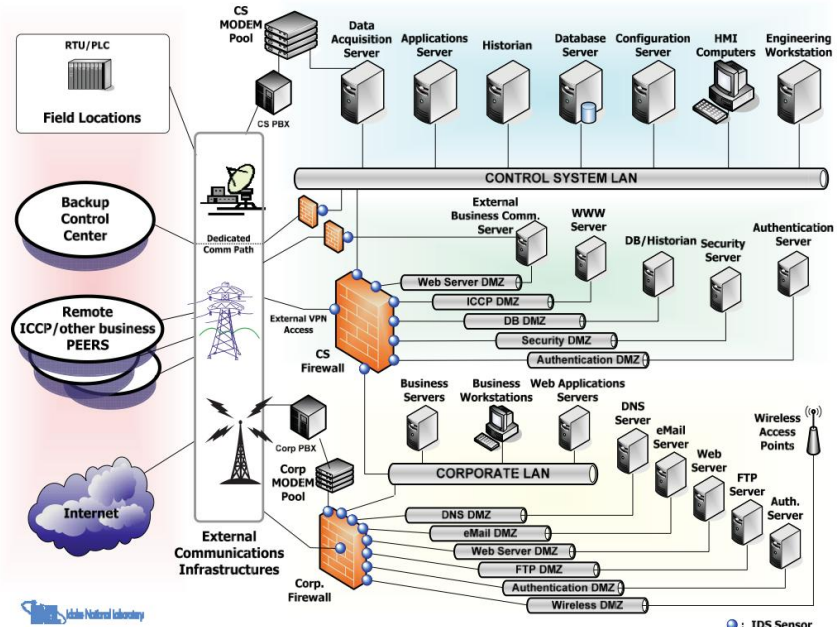 CS
MODEM
Pool
Data
Acquisition
Server
Applications
Server
Historian
Database
Server
Configuration
Server
HMI
Computers
Engineering
Workstation
RTU/PLC
Field Locations
CS PBX
CONTROL SYSTEM LAN
Backup
Control
Center
Dedicated
Comm Path
External
Business Comm.
Server
WWW
Server
DB/Historian
Security
Server
Authentication
Server
Web Server DMZ
ICCP DMZ
DB DMZ
Security DMZ
Authentication DMZ
Remote
ICCP/other business
PEERS
External VPN
Access
CS
Firewall
Business
Servers
Business
Workstations
Web Applications
Servers
DNS
Server
eMail
Server
Web
Server
FTP
Server
Auth.
Server
Wireless
Access
Points
Corp PBX
Corp
MODEM
Pool
CORPORATE LAN
Internet
External
Communications
Infrastructures
DNS DMZ
eMail DMZ
Web Server DMZ
FTP DMZ
Authentication DMZ
Wireless DMZ
Corp.
Firewall
Idaho National Laboratory
: IDS Sensor